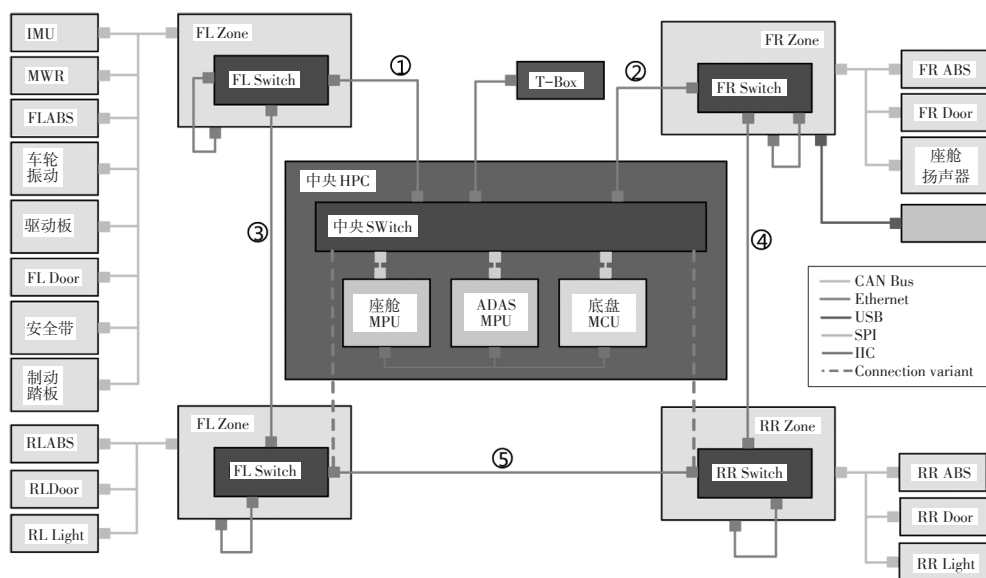 IMU
MWR
FLABS
车轮
振动
驱动板
FL Door
安全带
制动
踏板
RLABS
RLDoor
RL Light
FL Zone
FL Switch
①
T-Box
②
FR Zone
FR Switch
FR ABS
FR Door
座舱
扬声器
中央HPC
中央SWitch
③
④
座舱
MPU
ADAS
MPU
底盘
MCU
CAN Bus
Ethernet
USB
SPI
IIC
Connection variant
FL Zone
FL Switch
⑤
RR Zone
RR Switch
RR ABS
RR Door
RR Light